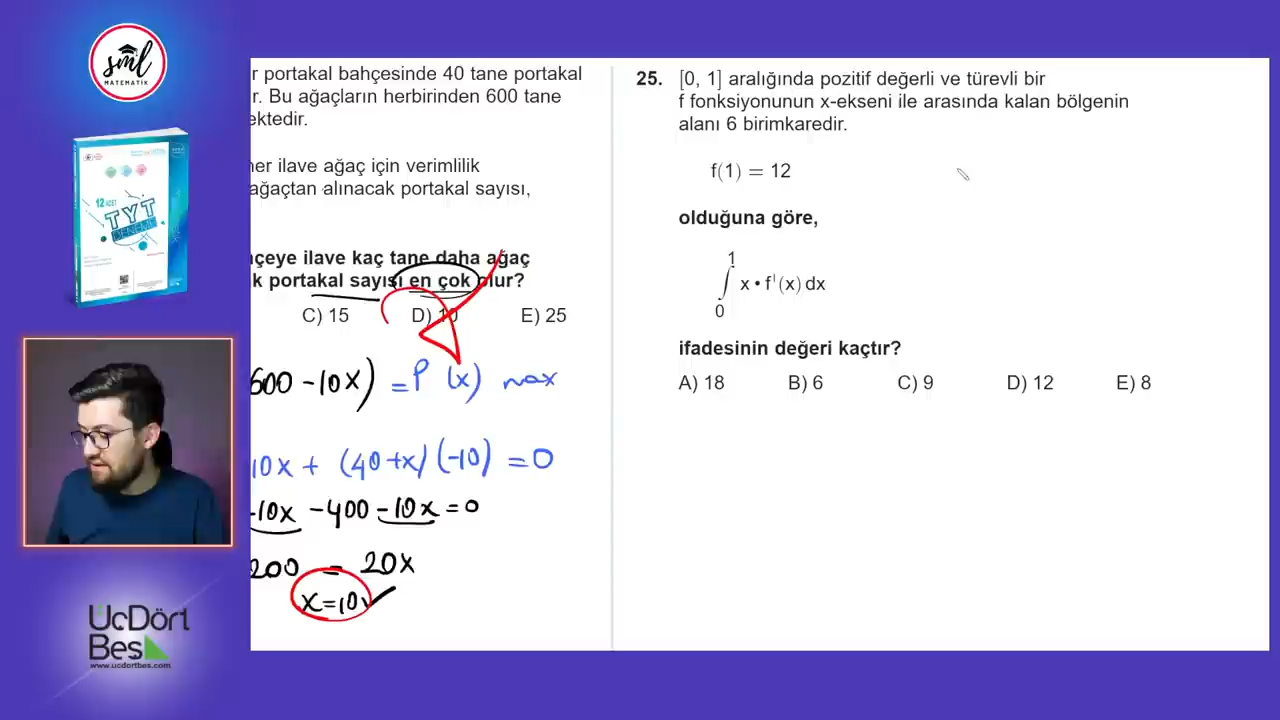 sml
MATEMATİK
12 ADET
TYT
DENEME
ÜcDört
Bes
www.ucdortbes.com
r portakal bahçesinde 40 tane portakal
r. Bu ağaçların herbirinden 600 tane
ektedir.
her ilave ağaç için verimlilik
ağaçtan alınacak portakal sayısı,
hçeye ilave kaç tane daha ağaç
k portakal sayısı en çok olur?
C) 15 D) 10 E) 25
600 - 10x) = P (x) max
10x + (40+x) (-10) = 0
-10x - 400 - 10x = 0
200 = 20x
x = 10
25. [0, 1] aralığında pozitif değerli ve türevli bir
f fonksiyonunun x-ekseni ile arasında kalan bölgenin
alanı 6 birimkaredir.
f(1) = 12
olduğuna göre,
1
∫ x • f'(x) dx
0
ifadesinin değeri kaçtır?
A) 18 B) 6 C) 9 D) 12 E) 8